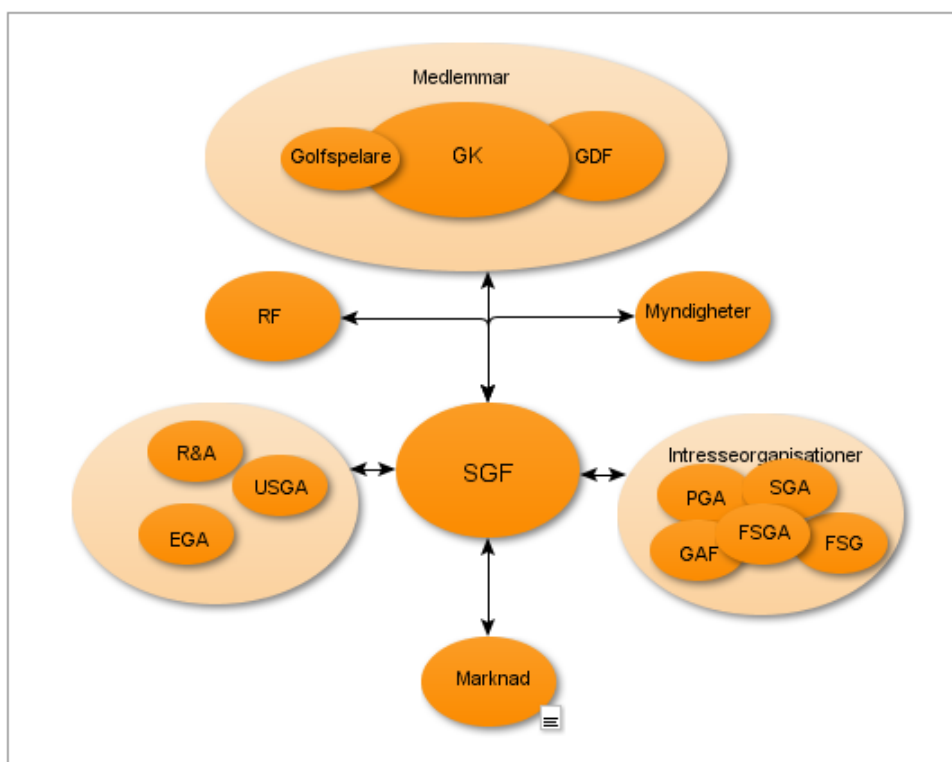 Medlemmar
Golfspelare
GK
GDF
RF
Myndigheter
R&A
USGA
EGA
SGF
Intresseorganisationer
PGA
SGA
FSGA
GAF
FSG
Marknad